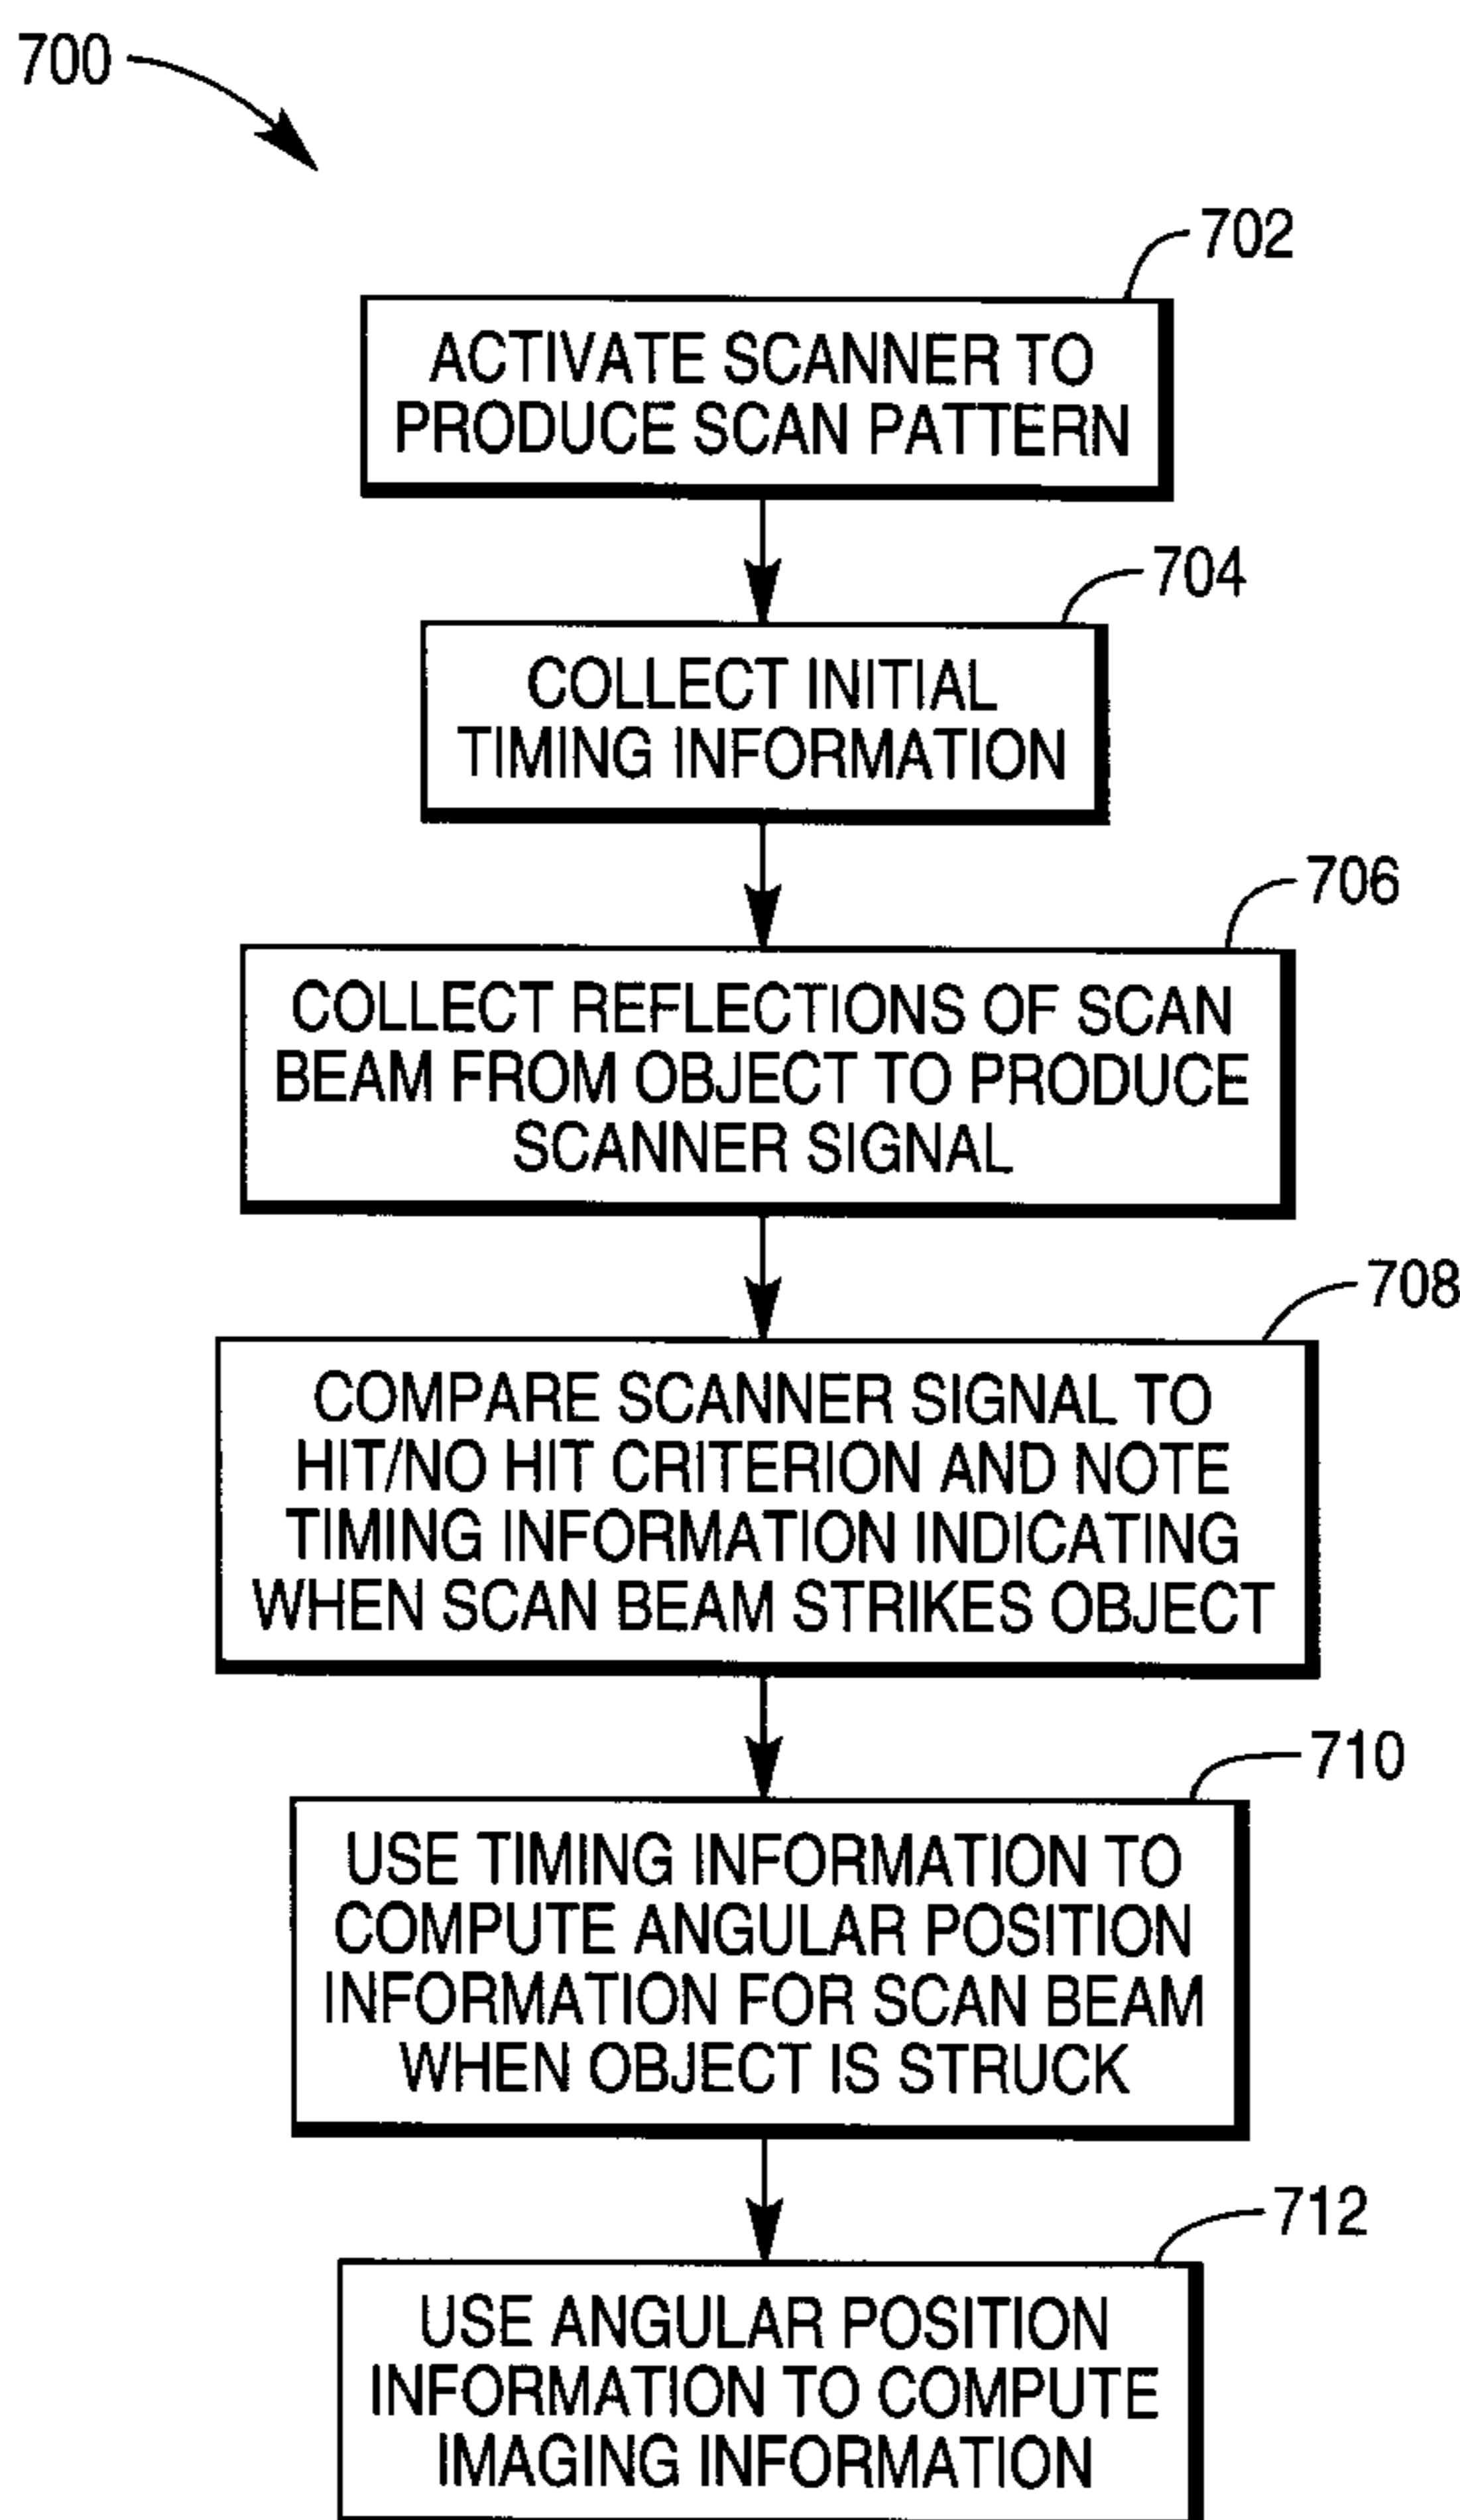 700
702
ACTIVATE SCANNER TO
PRODUCE SCAN PATTERN
704
COLLECT INITIAL
TIMING INFORMATION
706
COLLECT REFLECTIONS OF SCAN
BEAM FROM OBJECT TO PRODUCE
SCANNER SIGNAL
708
COMPARE SCANNER SIGNAL TO
HIT/NO HIT CRITERION AND NOTE
TIMING INFORMATION INDICATING
WHEN SCAN BEAM STRIKES OBJECT
710
USE TIMING INFORMATION TO
COMPUTE ANGULAR POSITION
INFORMATION FOR SCAN BEAM
WHEN OBJECT IS STRUCK
712
USE ANGULAR POSITION
INFORMATION TO COMPUTE
IMAGING INFORMATION